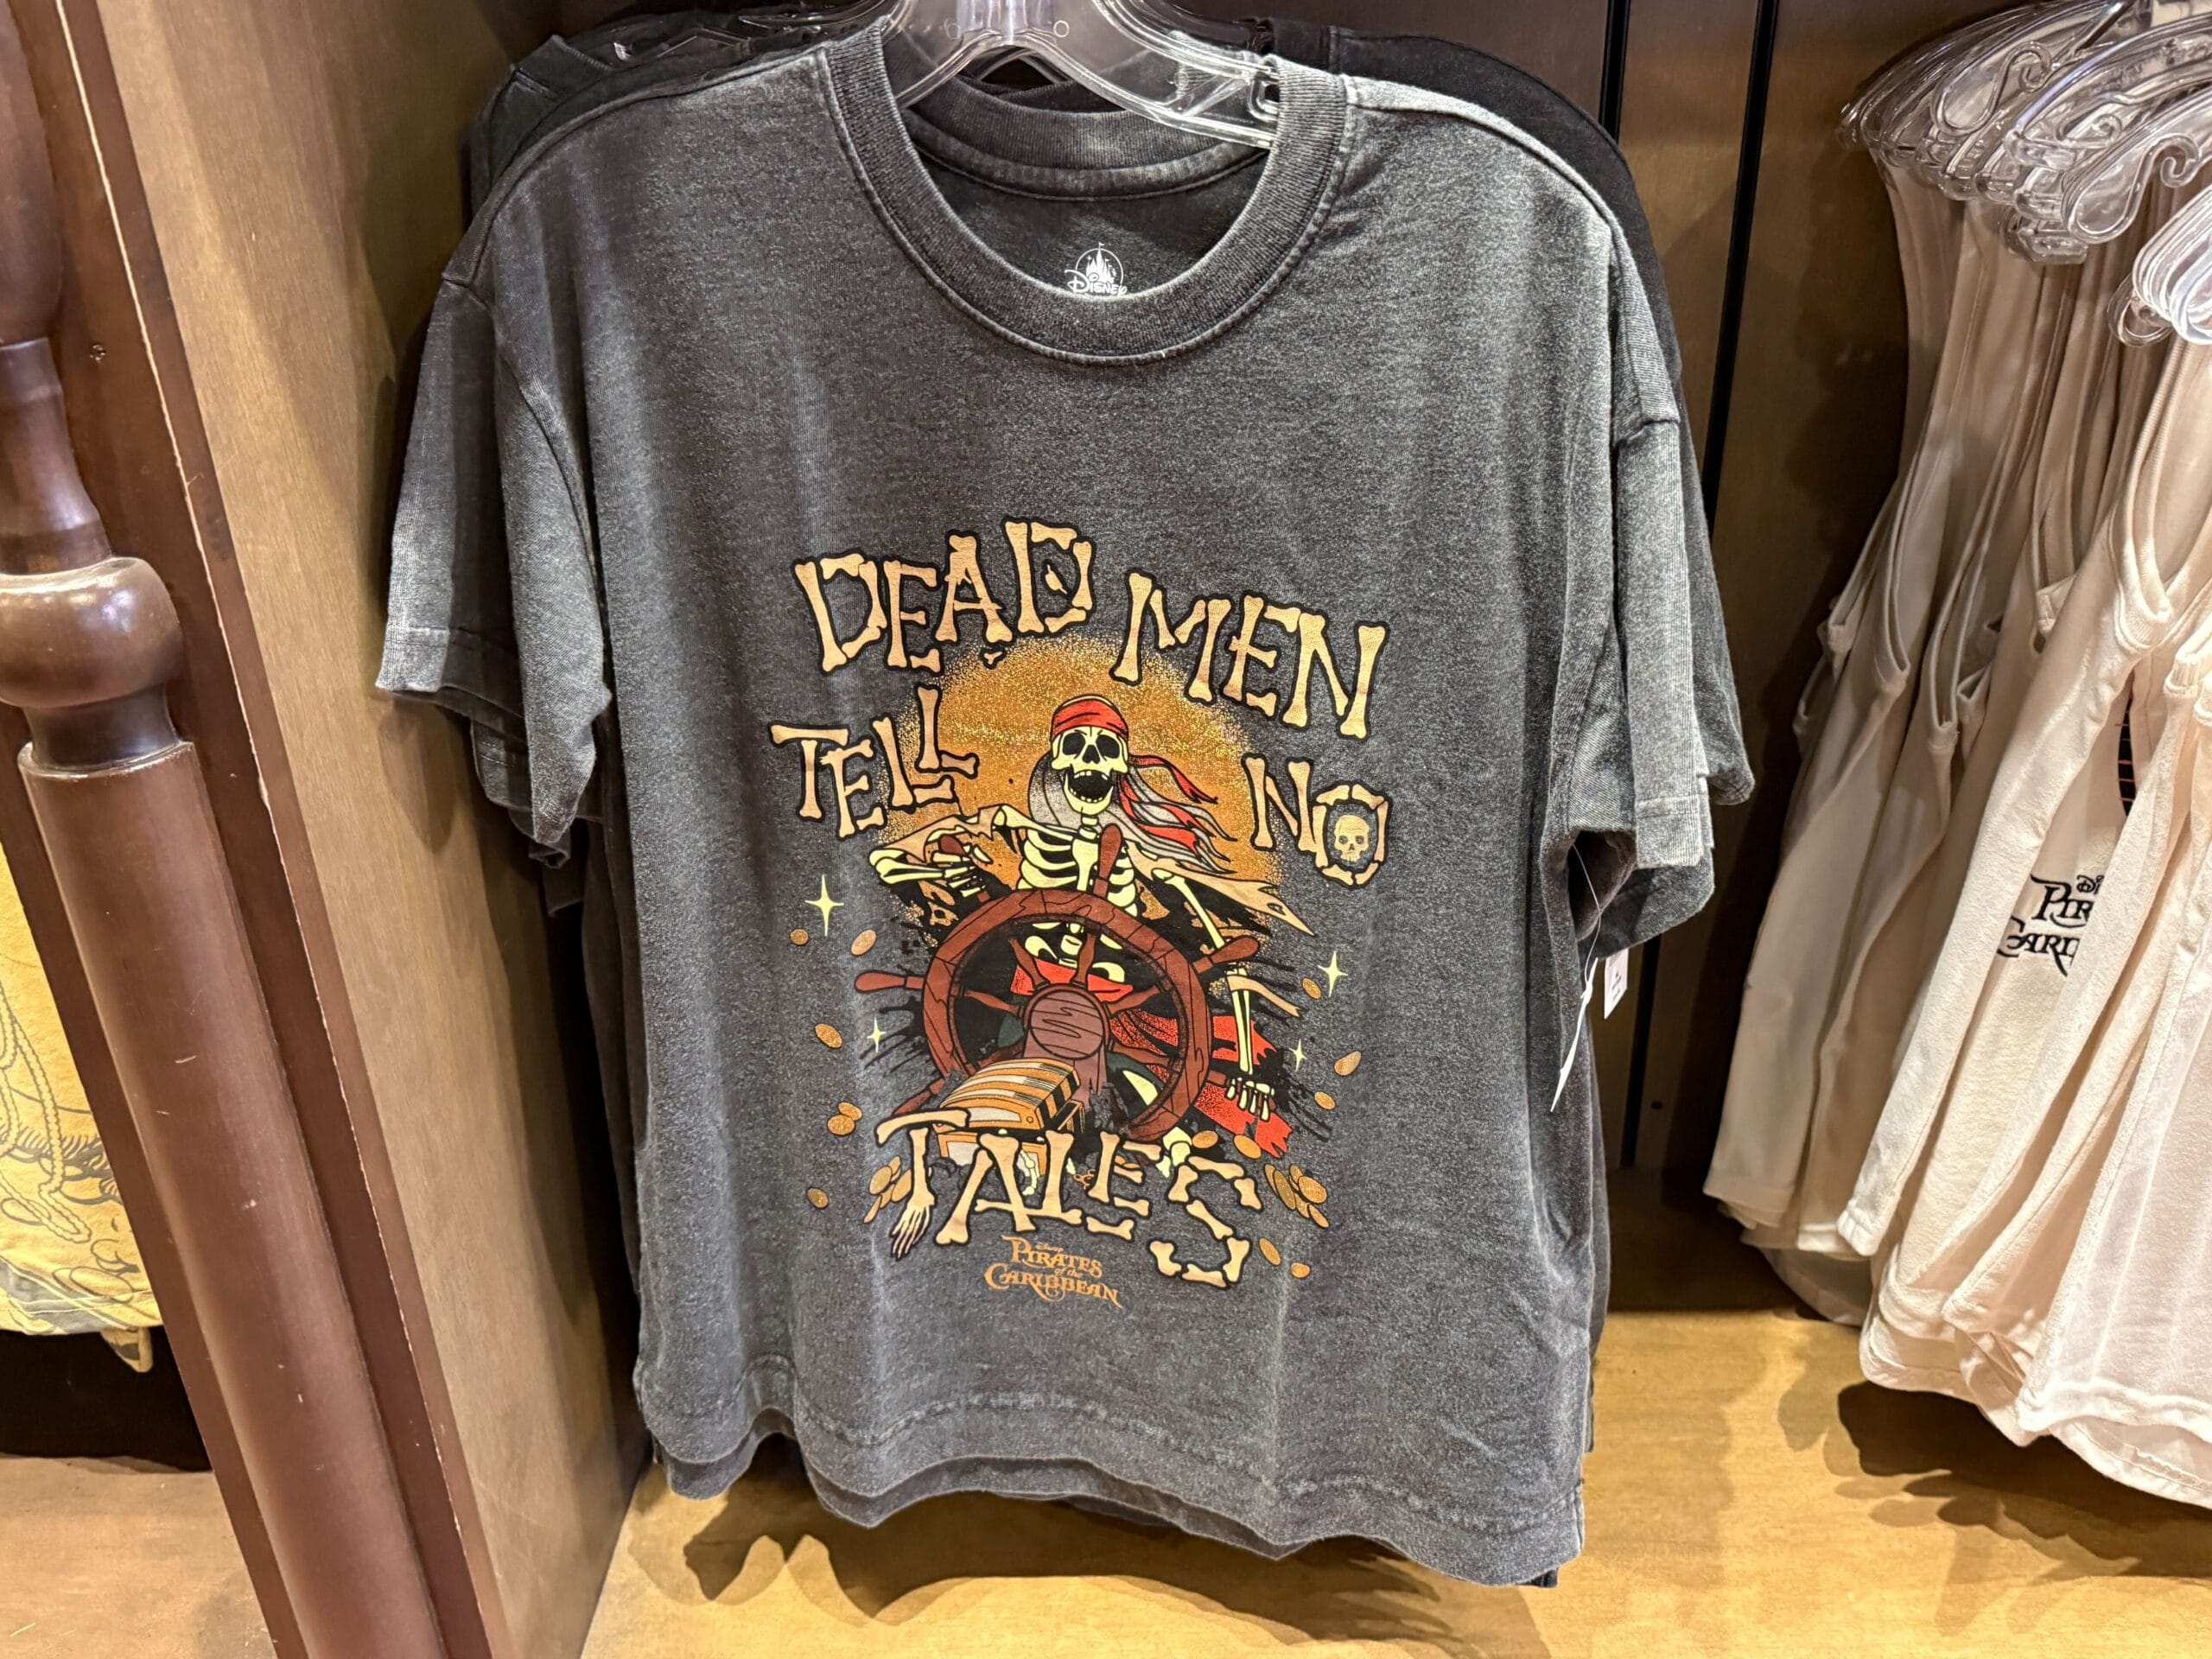 Disney
DEAD MEN
TELL NO
TALES
Disney
PIRATES
of the
CARIBBEAN